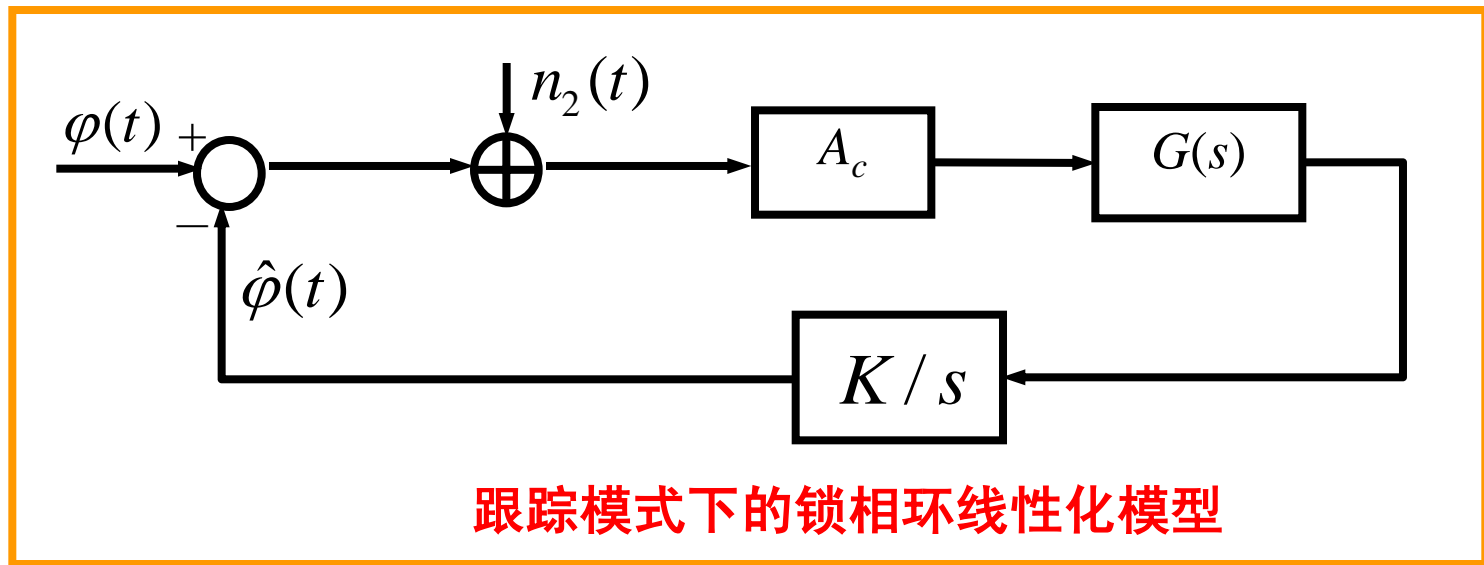 n₂(t)
φ(t) +
A_c
G(s)
−
φ̂(t)
K / s
跟踪模式下的锁相环线性化模型